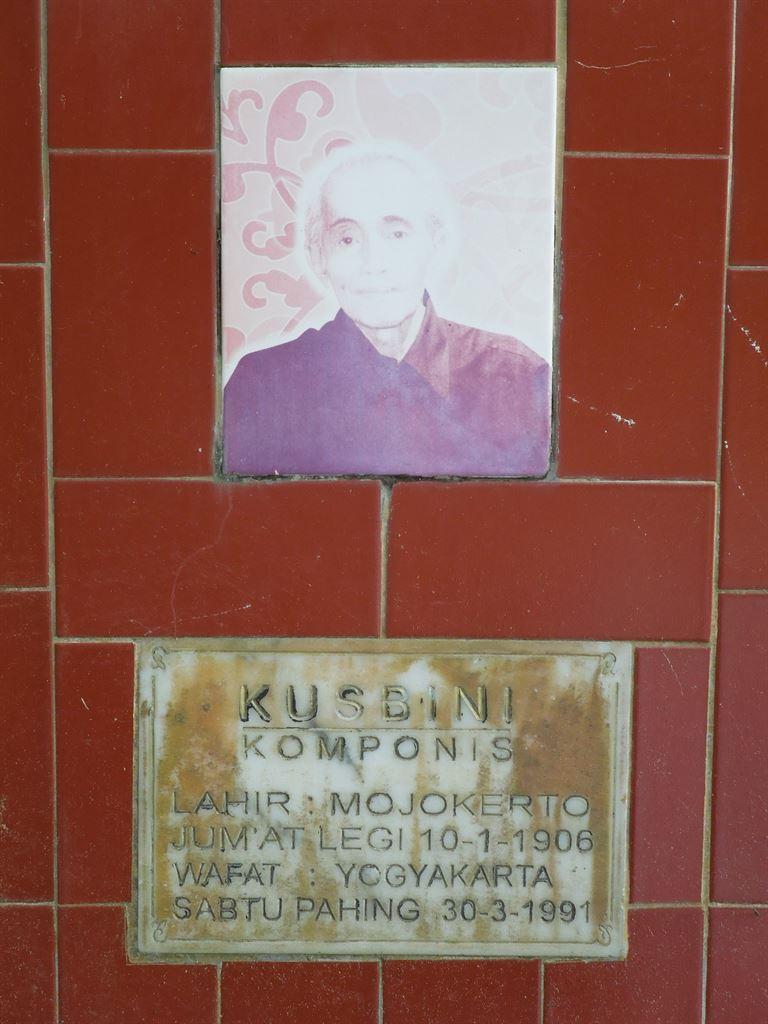 KUSBINI
KOMPONIS
LAHIR : MOJOKERTO
JUM'AT LEGI 10-1-1906
WAFAT : YOGYAKARTA
SABTU PAHING 30-3-1991